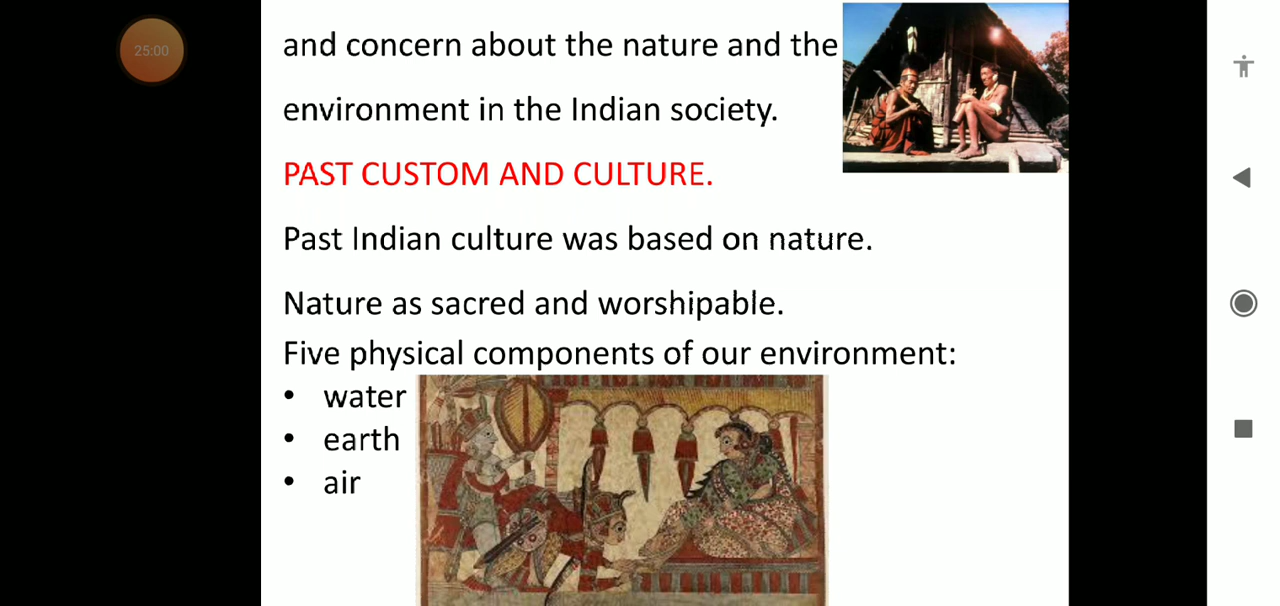 25:00
and concern about the nature and the
environment in the Indian society.
PAST CUSTOM AND CULTURE.
Past Indian culture was based on nature.
Nature as sacred and worshipable.
Five physical components of our environment:
• water
• earth
• air